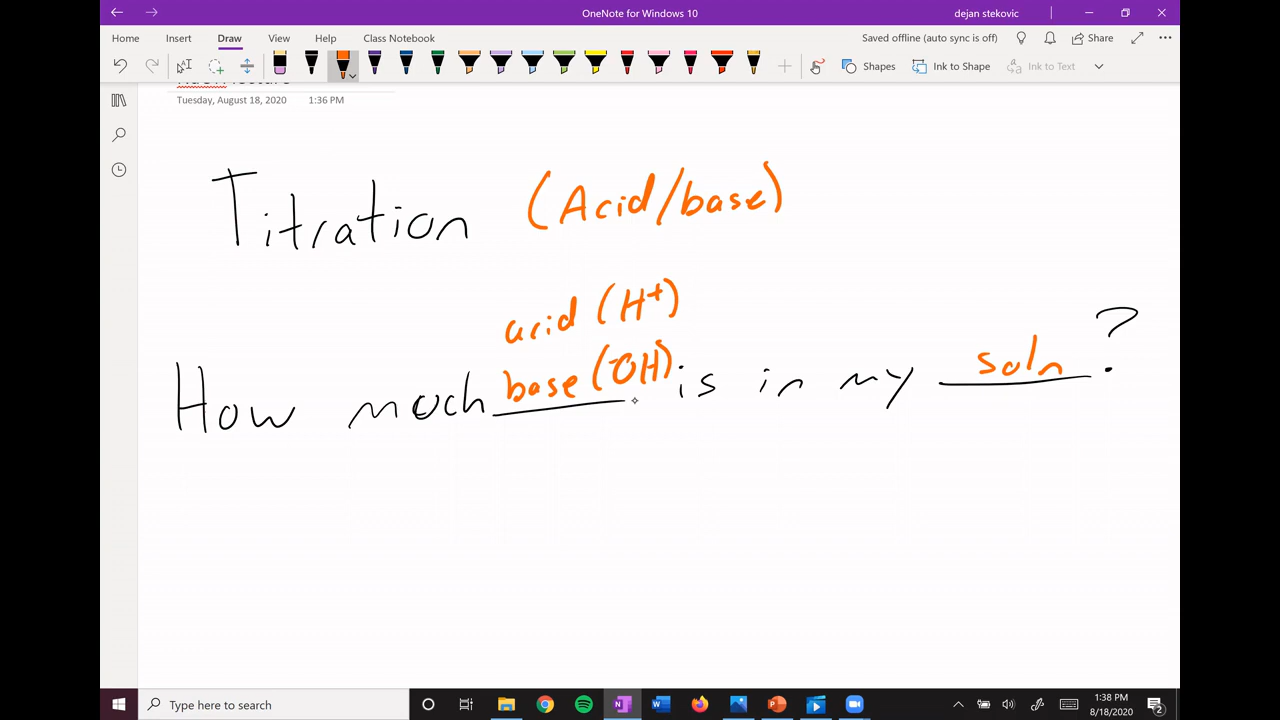 OneNote for Windows 10
dejan stekovic
Home Insert Draw View Help Class Notebook
Saved offline (auto sync is off)
Share
Shapes
Ink to Shape
Ink to Text
Tuesday, August 18, 2020 1:36 PM
Titration (Acid/base)
acid (H+)
base (-OH)
How much is in my soln ?
Type here to search
1:38 PM
8/18/2020
2